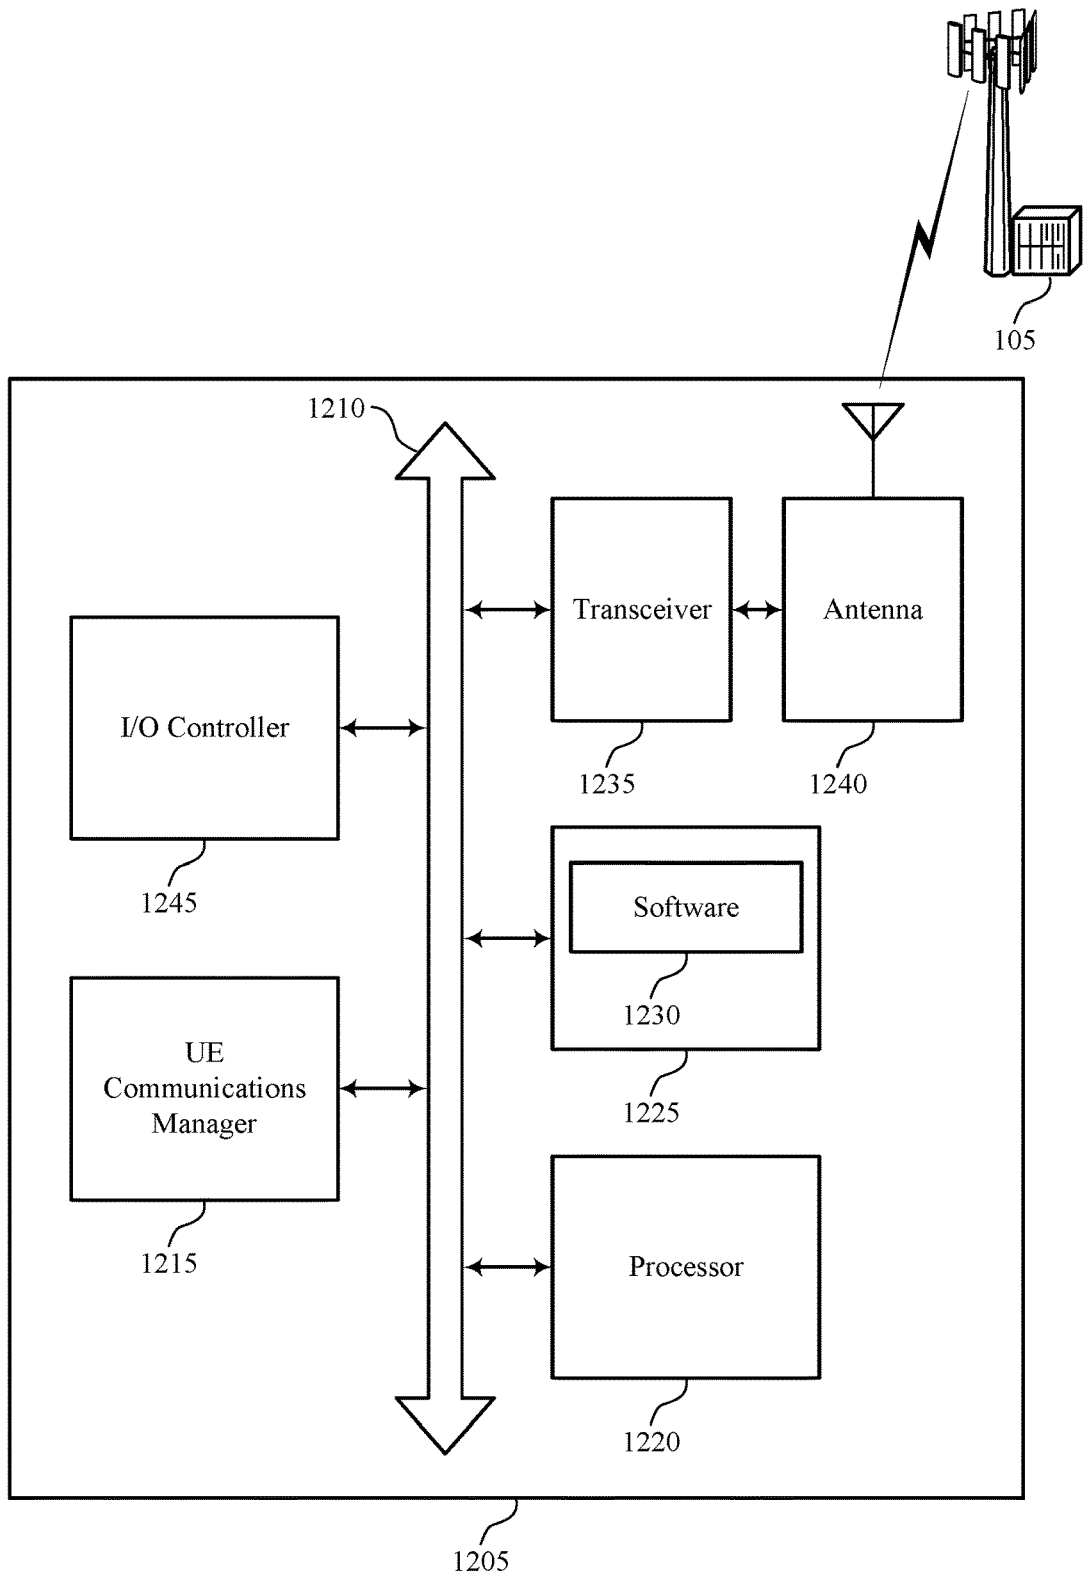 105
1210
Transceiver
Antenna
I/O Controller
1235
1240
1245
Software
1230
UE
Communications
Manager
1225
1215
Processor
1220
1205